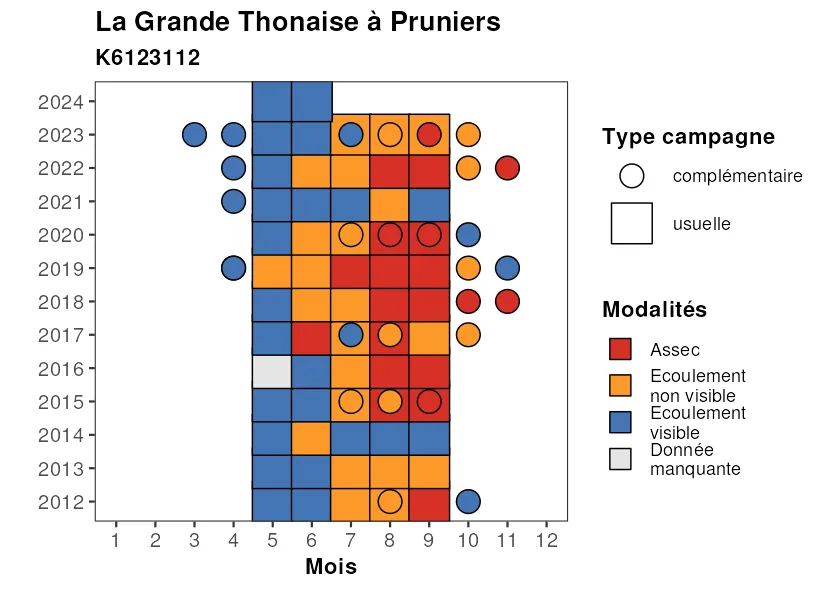 La Grande Thonaise à Pruniers
K6123112
2024
2023
2022
2021
2020
2019
2018
2017
2016
2015
2014
2013
2012
1 2 3 4 5 6 7 8 9 10 11 12
Mois
Type campagne
complémentaire
usuelle
Modalités
Assec
Ecoulement
non visible
Ecoulement
visible
Donnée
manquante